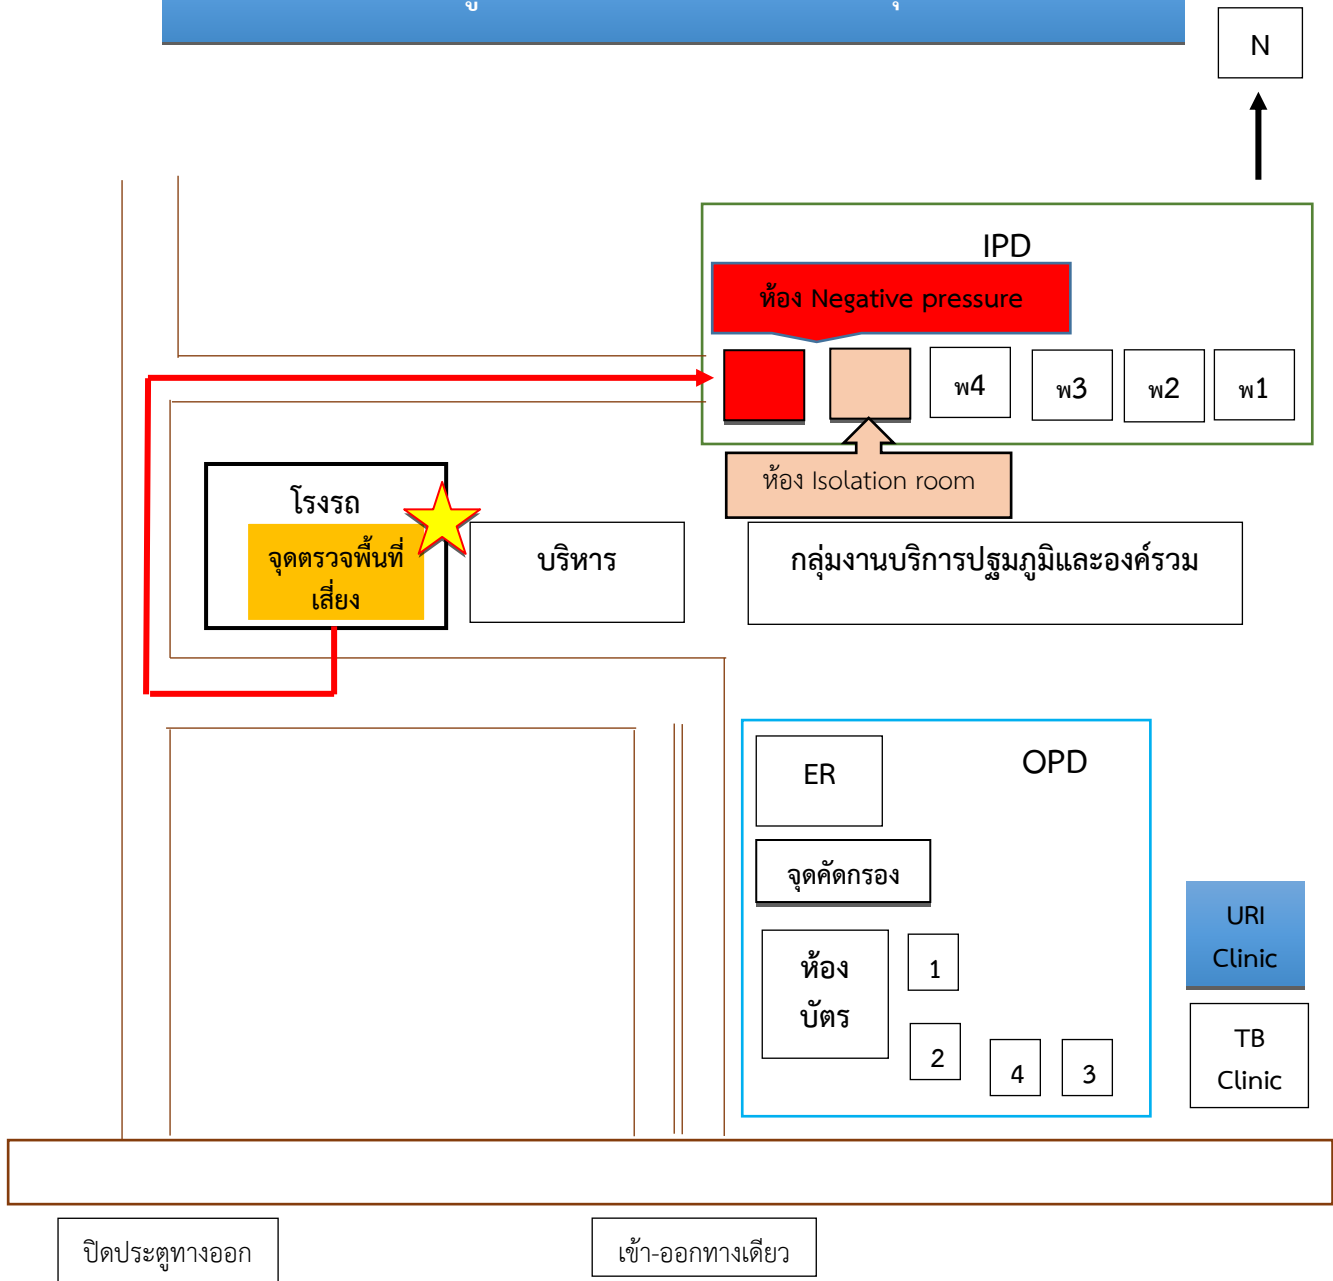 N
IPD
ห้อง Negative pressure
พ4
พ3
พ2
พ1
ห้อง Isolation room
โรงรถ
จุดตรวจพื้นที่
เสี่ยง
บริหาร
กลุ่มงานบริการปฐมภูมิและองค์รวม
ER
OPD
จุดคัดกรอง
ห้อง
บัตร
1
2
4
3
URI
Clinic
TB
Clinic
ปิดประตูทางออก
เข้า-ออกทางเดียว